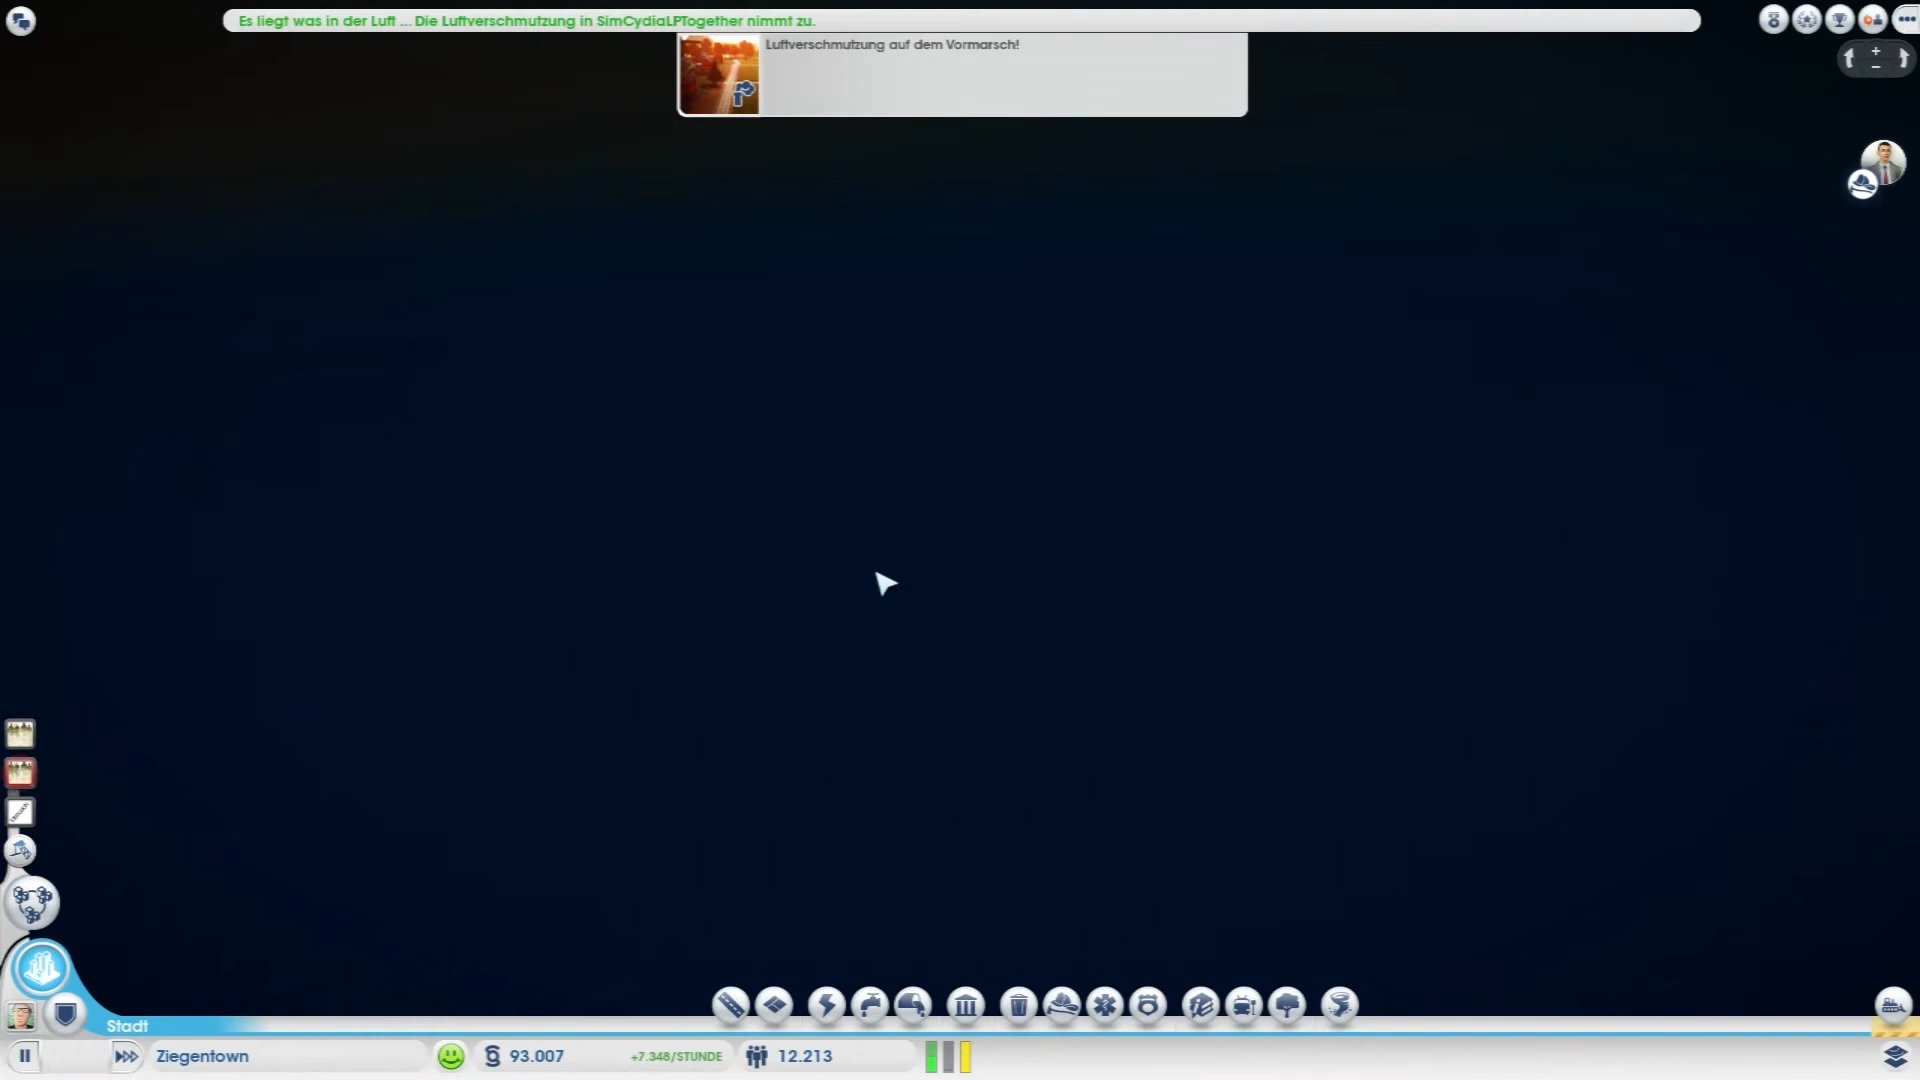 Es liegt was in der Luft ... Die Luftverschmutzung in SimCydiaLPTogether nimmt zu.
Luftverschmutzung auf dem Vormarsch!
Stadt
Ziegentown
93.007
+7.348/STUNDE
12.213